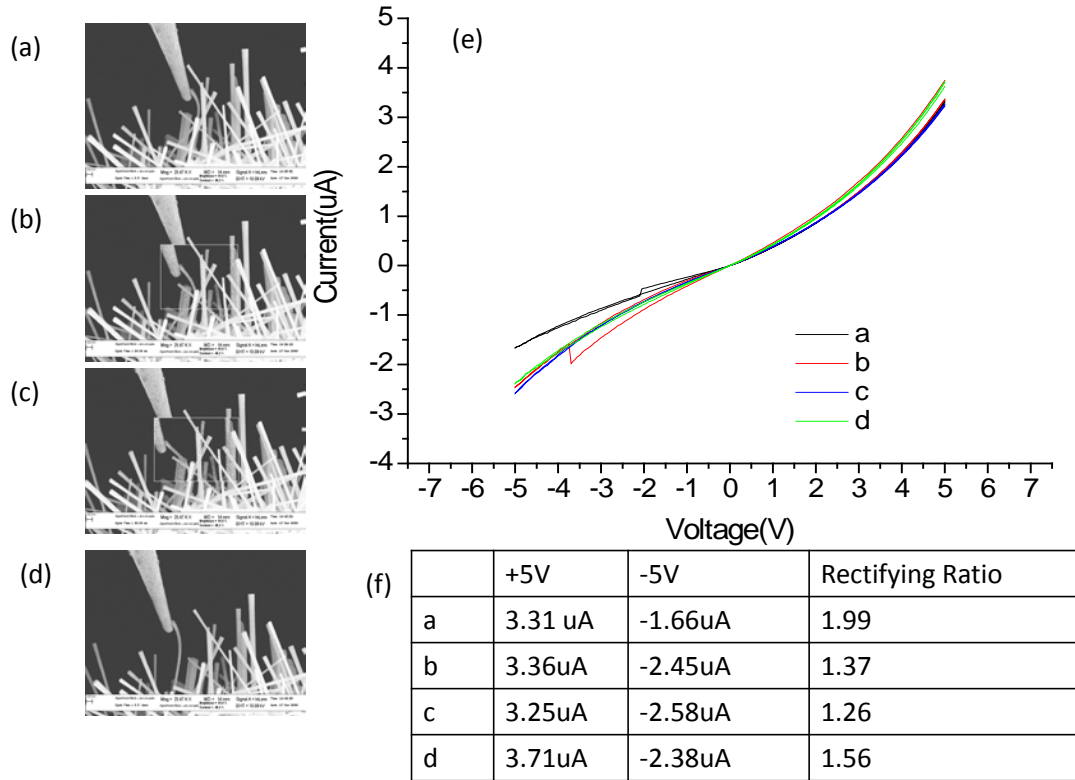 (a)
(b)
(c)
(d)
(e)
5
4
3
2
1
0
-1
-2
-3
-4
Current(uA)
a
b
c
d
-7 -6 -5 -4 -3 -2 -1 0 1 2 3 4 5 6 7
Voltage(V)
(f)
+5V -5V Rectifying Ratio
a 3.31 uA -1.66uA 1.99
b 3.36uA -2.45uA 1.37
c 3.25uA -2.58uA 1.26
d 3.71uA -2.38uA 1.56